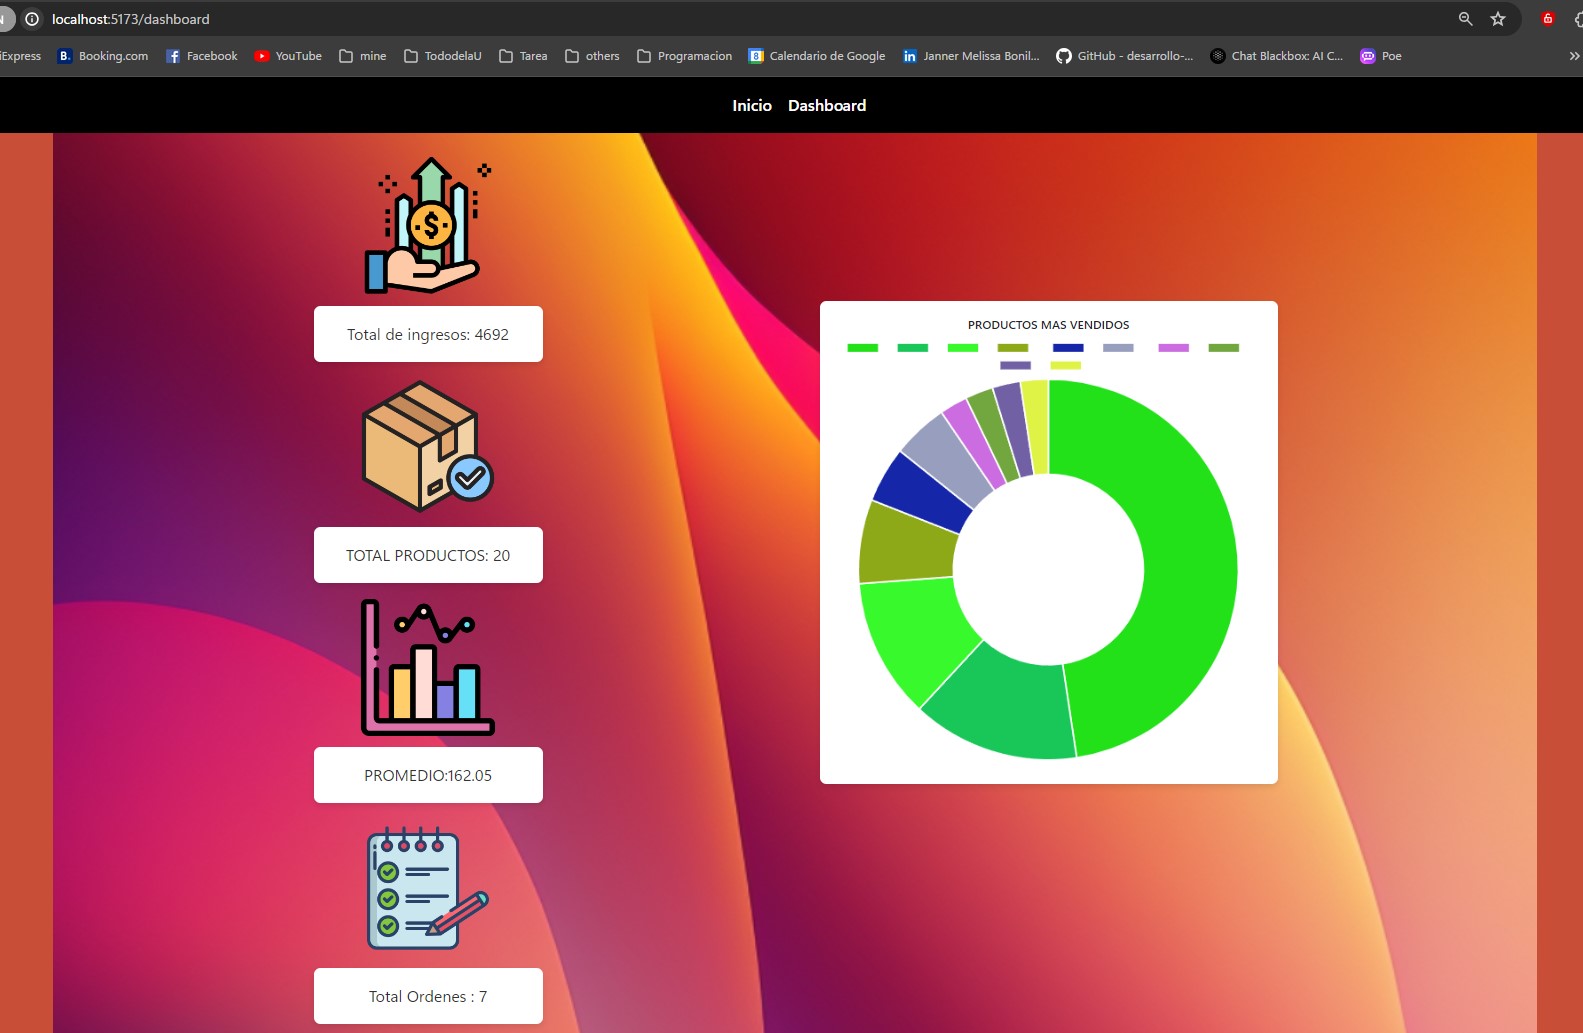 localhost:5173/dashboard
iExpress
Booking.com
Facebook
YouTube
mine
TododelaU
Tarea
others
Programacion
Calendario de Google
Janner Melissa Bonil...
GitHub - desarrollo-...
Chat Blackbox: AI C...
Poe
Inicio Dashboard
Total de ingresos: 4692
TOTAL PRODUCTOS: 20
PROMEDIO:162.05
Total Ordenes : 7
PRODUCTOS MAS VENDIDOS